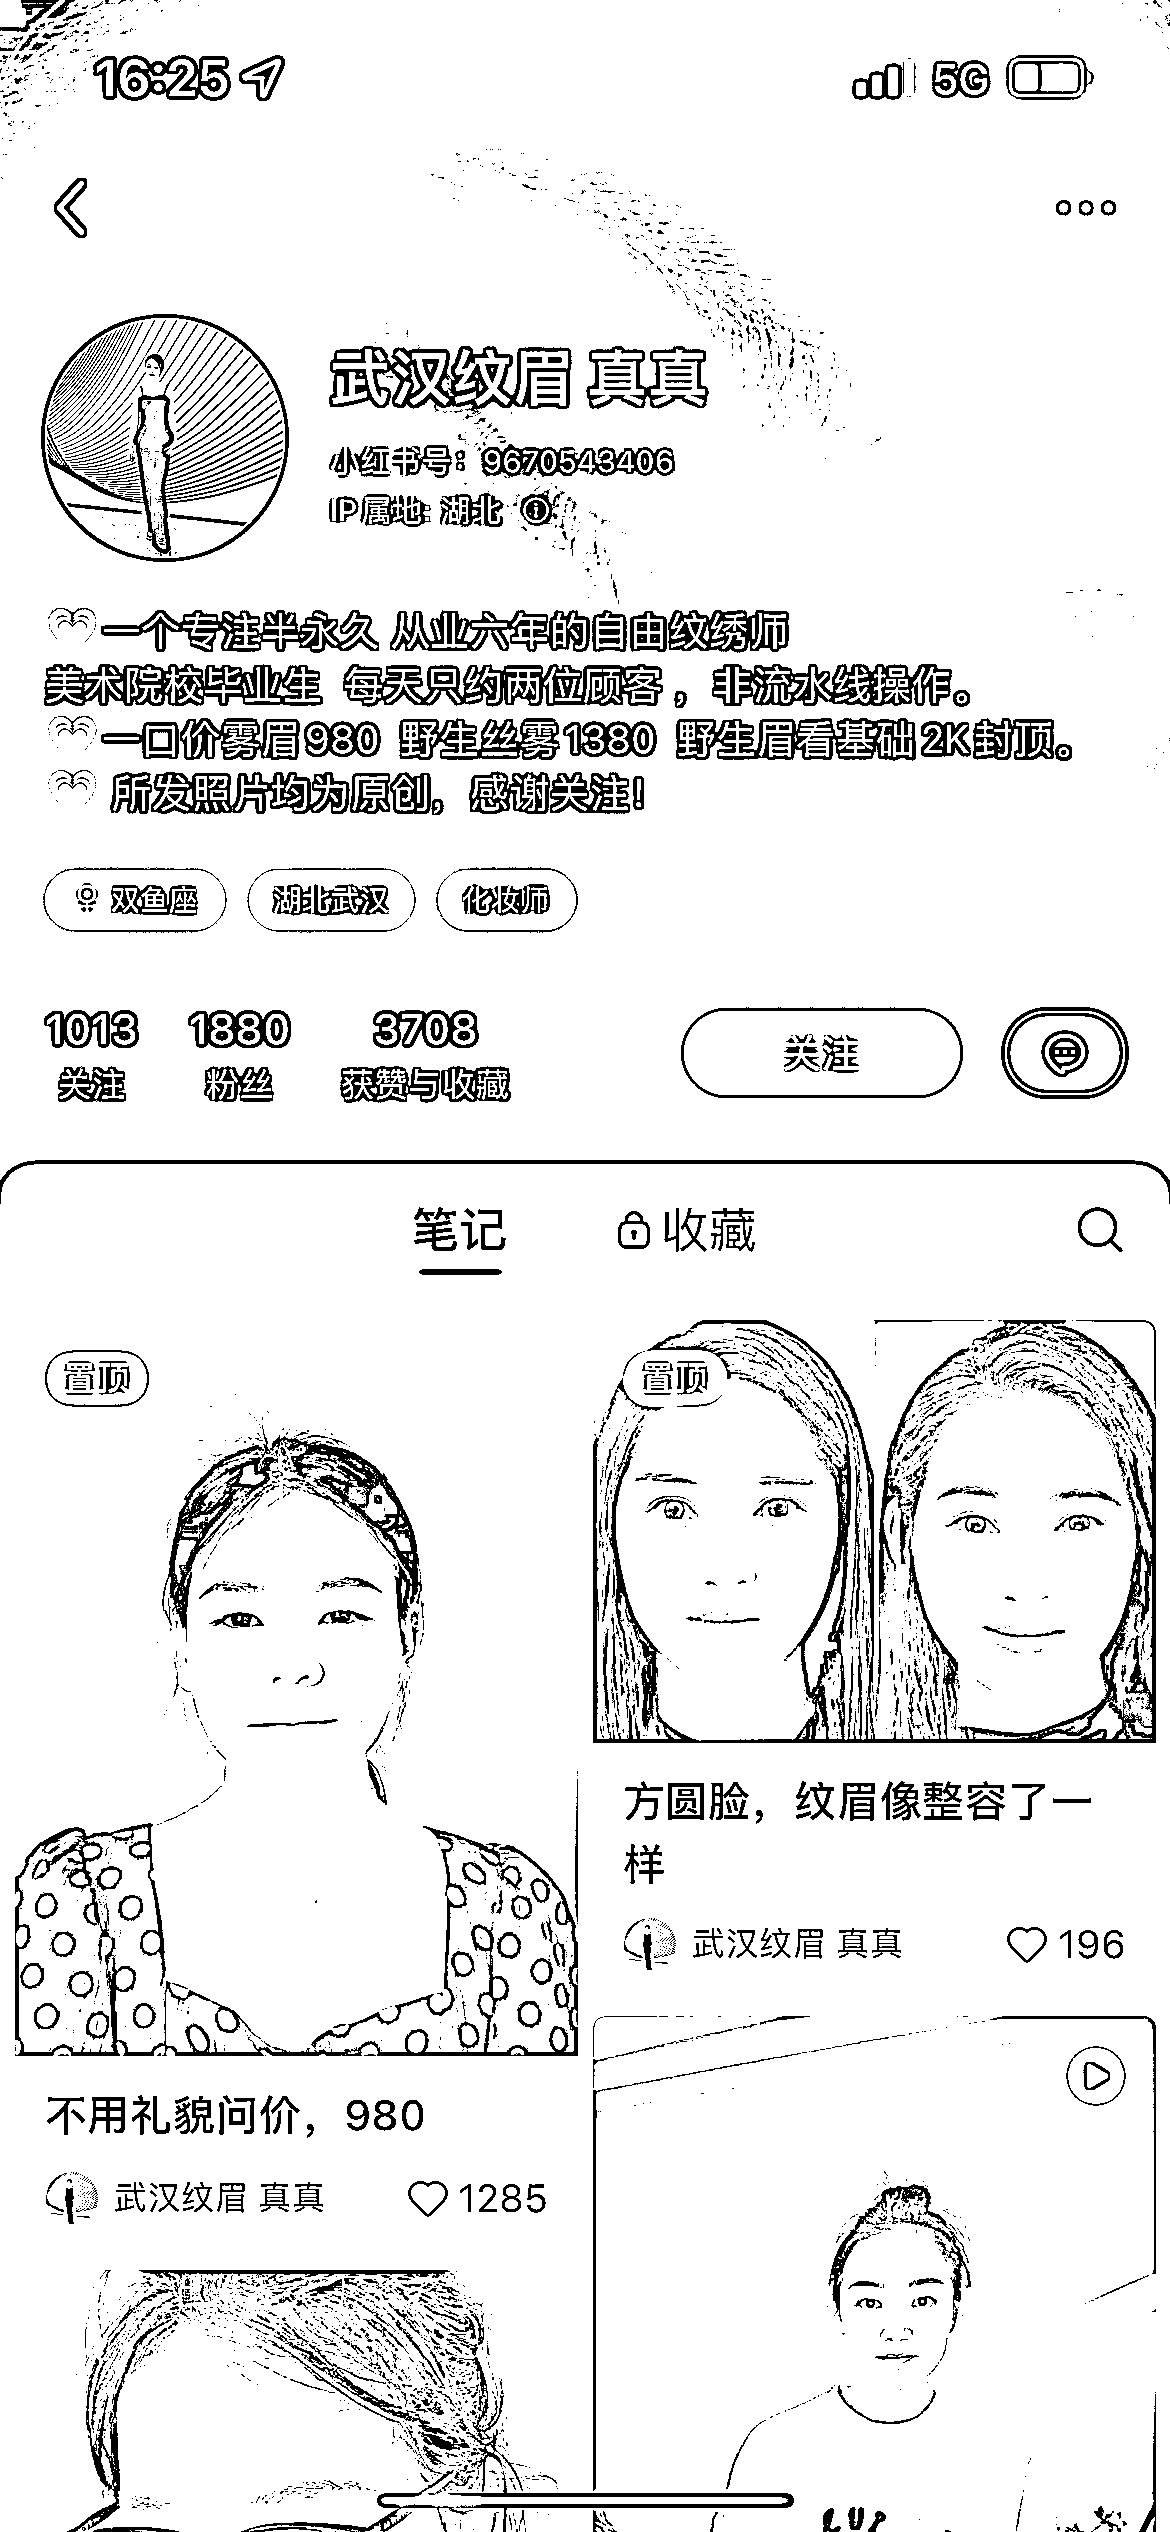 16:25
5G
武汉纹眉 真真
小红书号：9670543406
IP属地: 湖北
一个专注半永久 从业六年的自由纹绣师
美术院校毕业生 每天只约两位顾客 ，非流水线操作。
一口价雾眉980 野生丝雾1380 野生眉看基础2K封顶。
所发照片均为原创，感谢关注！
双鱼座 湖北武汉 化妆师
1013 1880 3708
关注 粉丝 获赞与收藏
关注
笔记 收藏
置顶
置顶
方圆脸，纹眉像整容了一
样
武汉纹眉 真真 196
不用礼貌问价，980
武汉纹眉 真真 1285